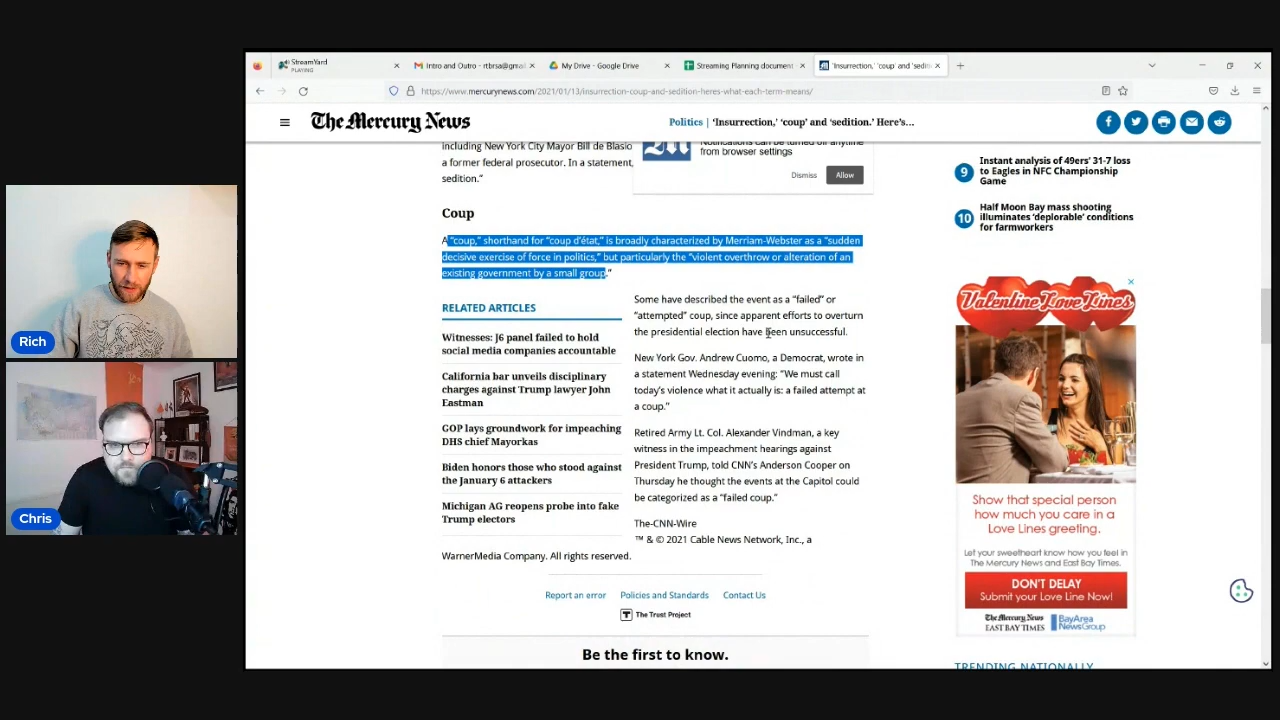 StreamYard
PLAYING
Intro and Outro - rtbrsa@gmai
My Drive - Google Drive
Streaming Planning document
'Insurrection,' 'coup' and 'sediti
https://www.mercurynews.com/2021/01/13/insurrection-coup-and-sedition-heres-what-each-term-means/
The Mercury News
Politics | 'Insurrection,' 'coup' and 'sedition.' Here's...
including New York City Mayor Bill de Blasio
a former federal prosecutor. In a statement,
sedition."
Notifications can be turned off anytime
from browser settings
Dismiss
Allow
Coup
A "coup," shorthand for "coup d'état," is broadly characterized by Merriam-Webster as a "sudden
decisive exercise of force in politics," but particularly the "violent overthrow or alteration of an
existing government by a small group."
RELATED ARTICLES
Witnesses: J6 panel failed to hold
social media companies accountable
California bar unveils disciplinary
charges against Trump lawyer John
Eastman
GOP lays groundwork for impeaching
DHS chief Mayorkas
Biden honors those who stood against
the January 6 attackers
Michigan AG reopens probe into fake
Trump electors
Some have described the event as a "failed" or
"attempted" coup, since apparent efforts to overturn
the presidential election have been unsuccessful.
New York Gov. Andrew Cuomo, a Democrat, wrote in
a statement Wednesday evening: "We must call
today's violence what it actually is: a failed attempt at
a coup."
Retired Army Lt. Col. Alexander Vindman, a key
witness in the impeachment hearings against
President Trump, told CNN's Anderson Cooper on
Thursday he thought the events at the Capitol could
be categorized as a "failed coup."
The-CNN-Wire
™ & © 2021 Cable News Network, Inc., a
WarnerMedia Company. All rights reserved.
Report an error
Policies and Standards
Contact Us
T The Trust Project
Be the first to know.
9 Instant analysis of 49ers' 31-7 loss
to Eagles in NFC Championship
Game
10 Half Moon Bay mass shooting
illuminates 'deplorable' conditions
for farmworkers
Valentine Love Lines
Show that special person
how much you care in a
Love Lines greeting.
Let your sweetheart know how you feel in
The Mercury News and East Bay Times.
DON'T DELAY
Submit your Love Line Now!
The Mercury News
EAST BAY TIMES
BayArea
NewsGroup
TRENDING NATIONALLY
Rich
Chris